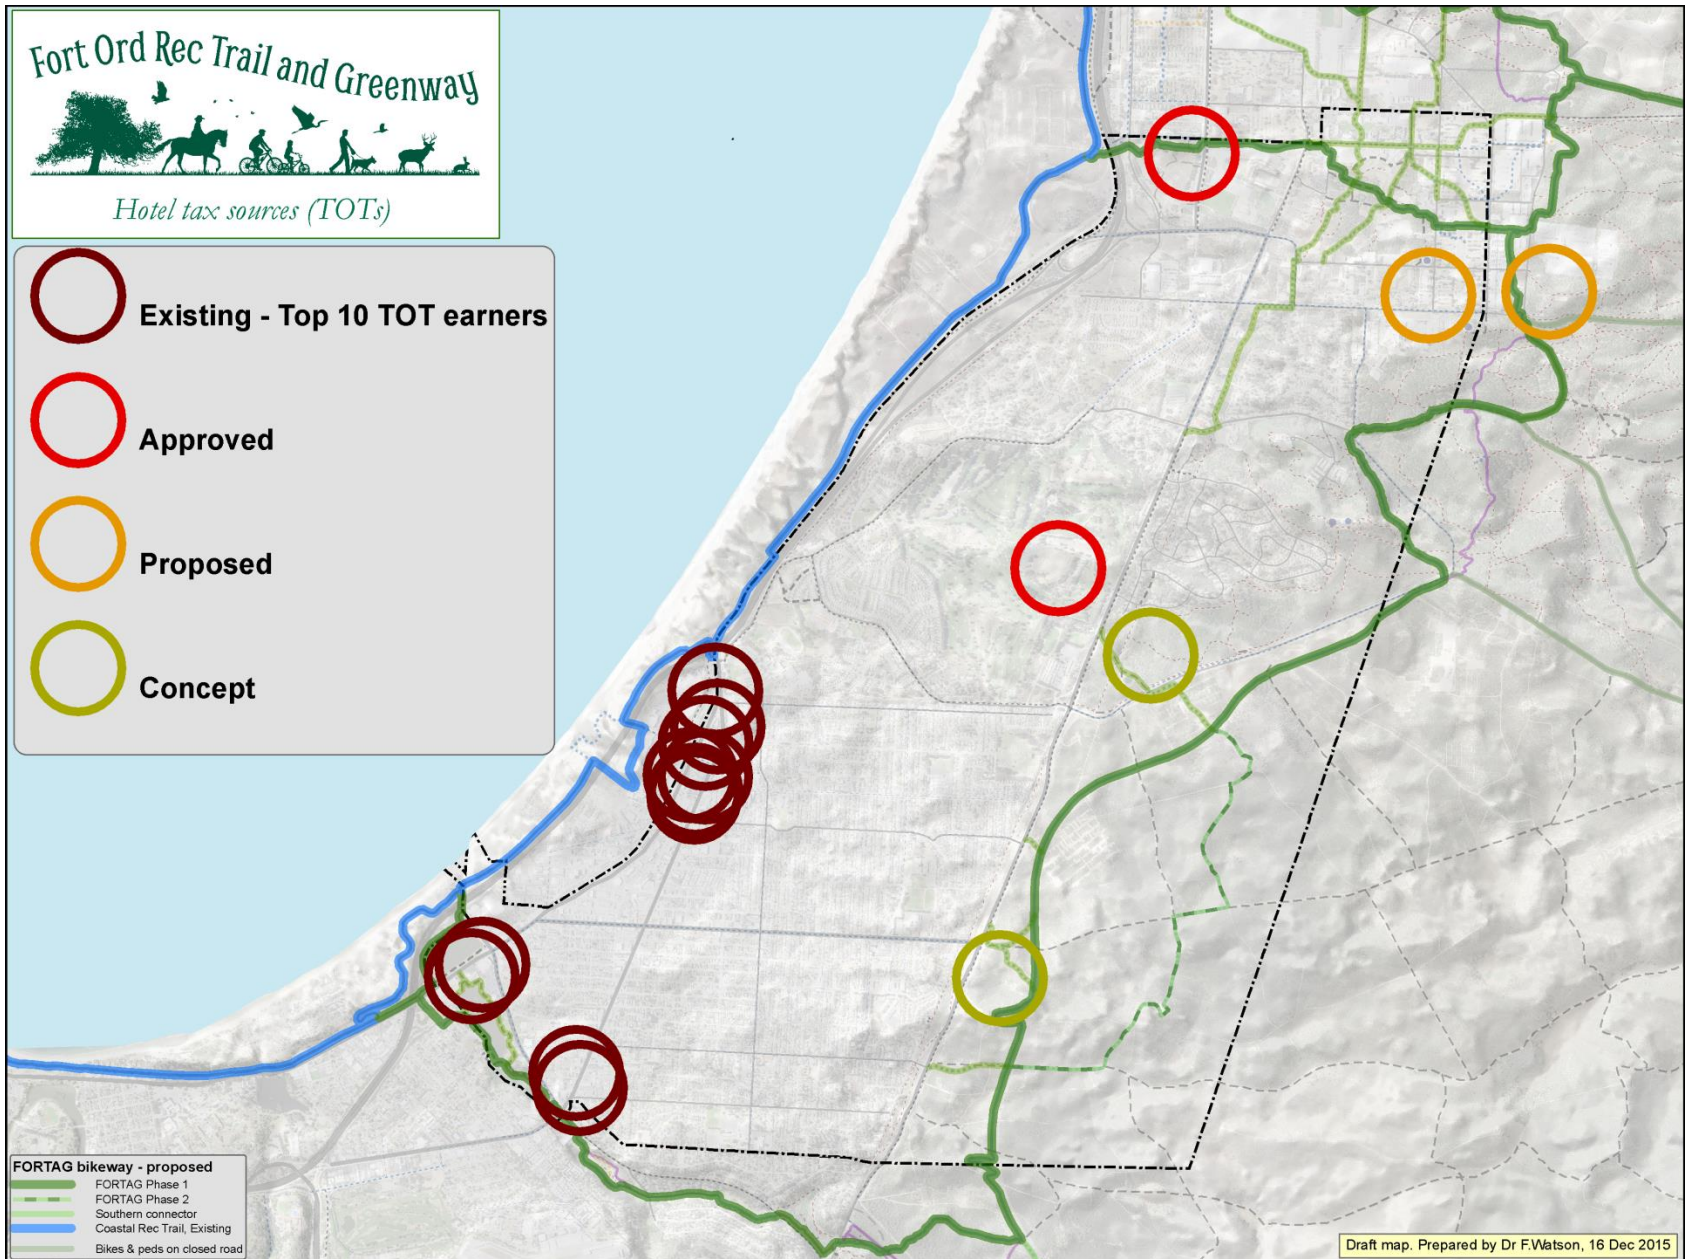 Fort Ord Rec Trail and Greenway
Hotel tax sources (TOTs)
Existing - Top 10 TOT earners
Approved
Proposed
Concept
FORTAG bikeway - proposed
FORTAG Phase 1
FORTAG Phase 2
Southern connector
Coastal Rec Trail, Existing
Bikes & peds on closed road
Draft map. Prepared by Dr F.Watson, 16 Dec 2015